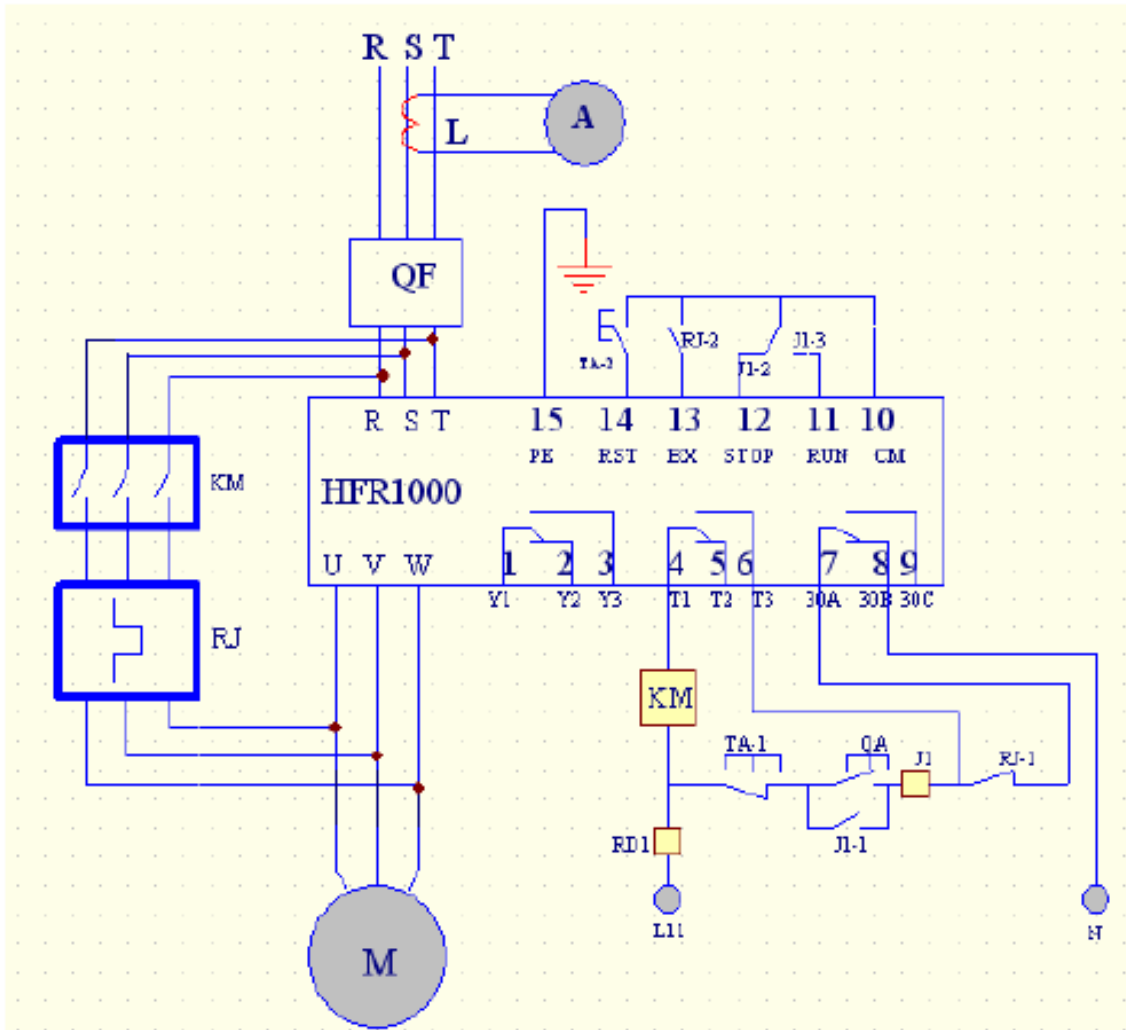 R S T
L
A
QF
TA-2
RJ-2
J1-2
J1-3
R S T
15 14 13 12 11 10
PE RST EX STOP RUN CM
KM
HFR1000
U V W
1 2 3 4 5 6 7 8 9
Y1 Y2 Y3 T1 T2 T3 30A 30B 30C
RJ
KM
TA-1 QA J1 RJ-1
RD1
J1-1
L11
N
M